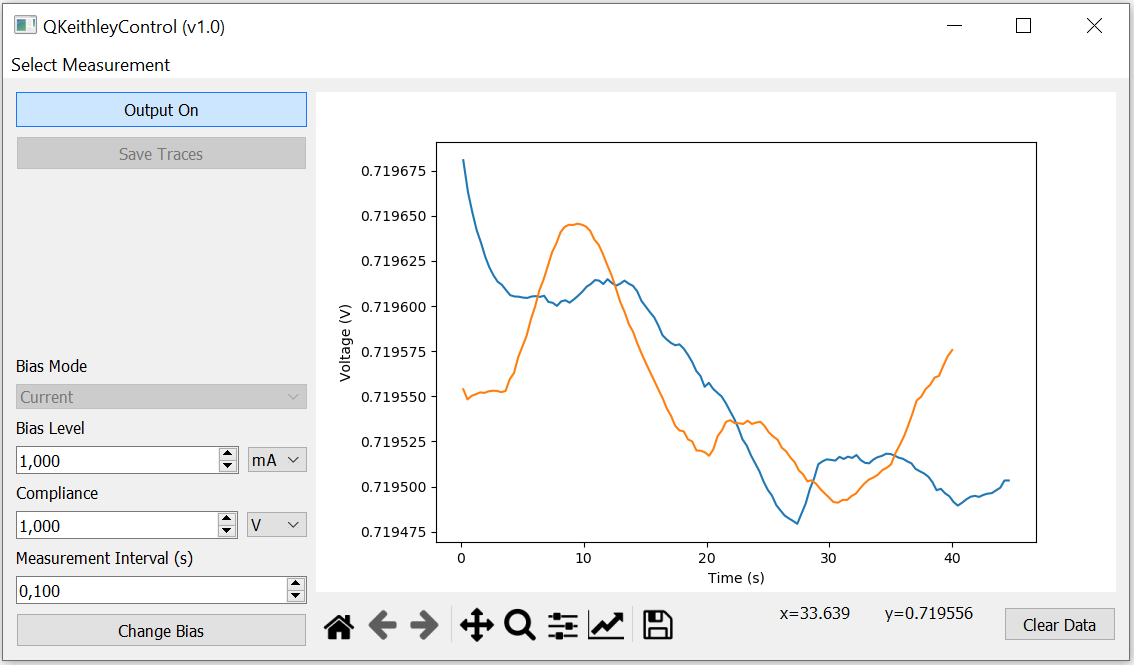 QKeithleyControl (v1.0)
Select Measurement
Output On
Save Traces
Bias Mode
Current
Bias Level
1,000
mA
Compliance
1,000
V
Measurement Interval (s)
0,100
Change Bias
Voltage (V)
0.719675
0.719650
0.719625
0.719600
0.719575
0.719550
0.719525
0.719500
0.719475
0 10 20 30 40
Time (s)
x=33.639 y=0.719556
Clear Data